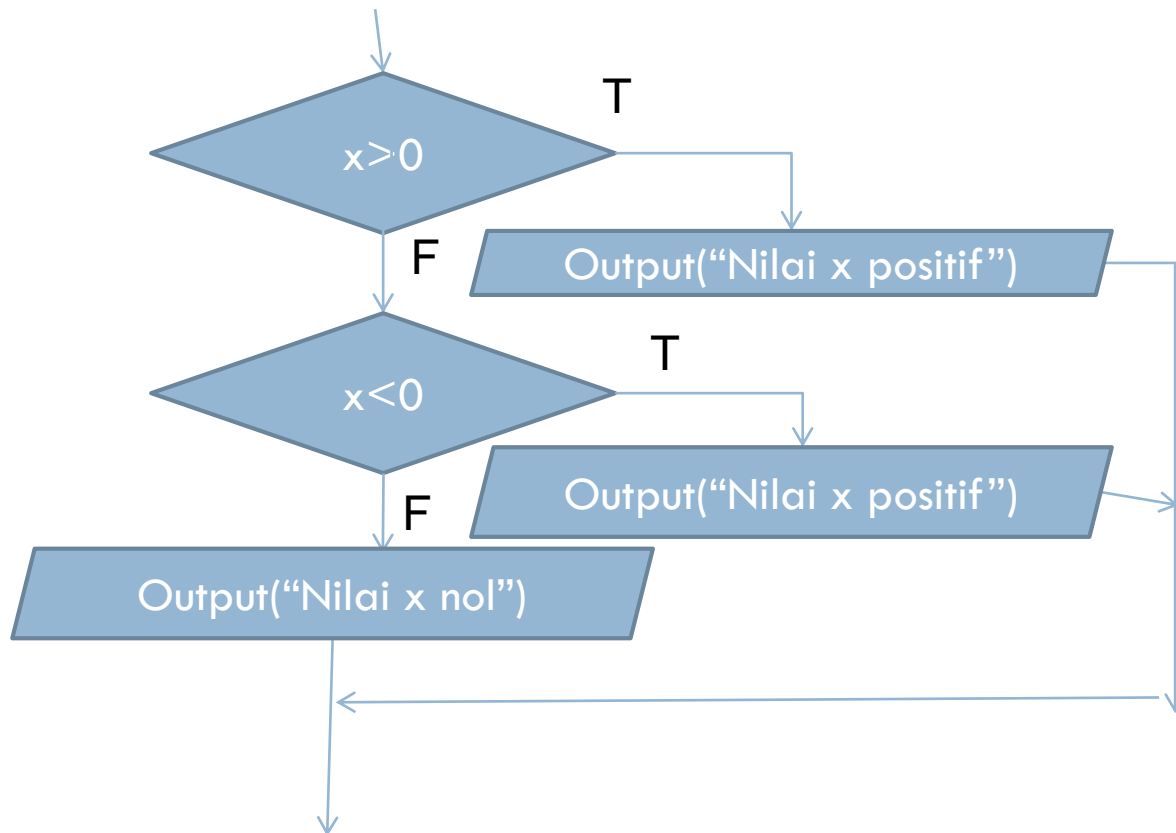 x>0
T
Output(“Nilai x positif”)
F
x<0
T
Output(“Nilai x positif”)
F
Output(“Nilai x nol”)